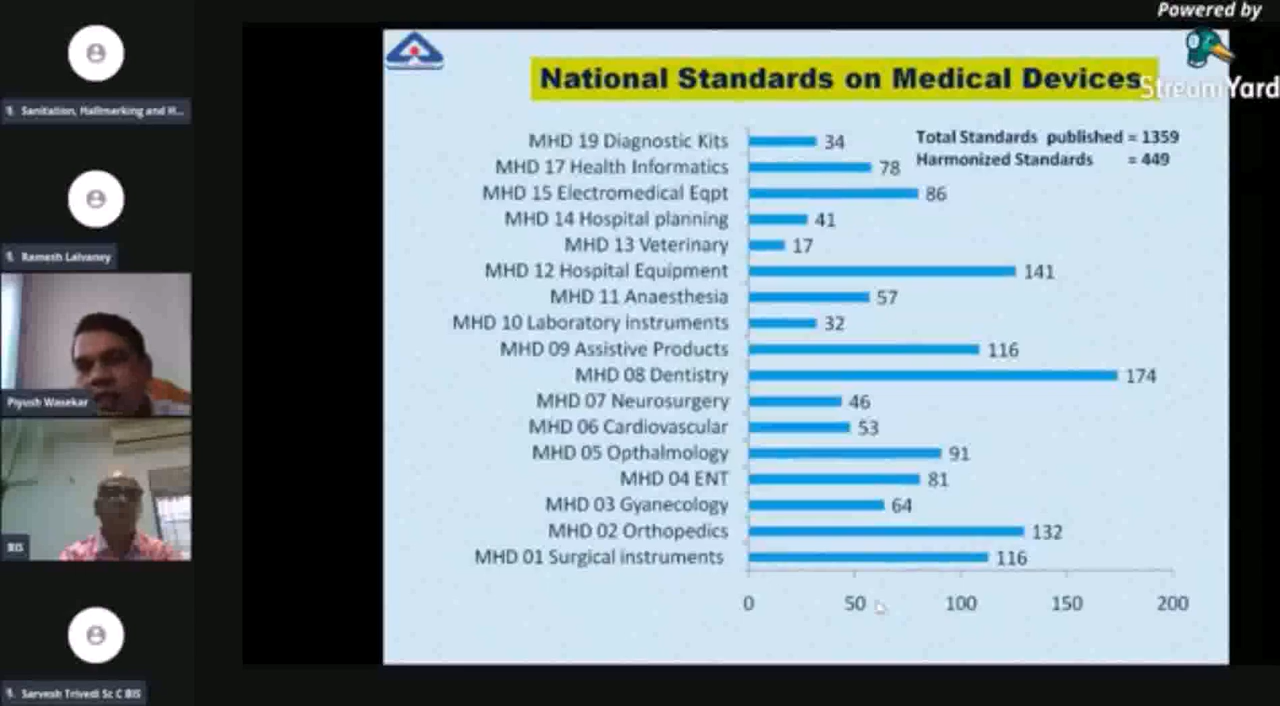 Powered by
StreamYard
Sanitation, Hallmarking and H...
Ramesh Lalvaney
Piyush Wasekar
BIS
Sarvesh Trivedi Sc C BIS
National Standards on Medical Devices
Total Standards published = 1359
Harmonized Standards = 449
MHD 19 Diagnostic Kits 34
MHD 17 Health Informatics 78
MHD 15 Electromedical Eqpt 86
MHD 14 Hospital planning 41
MHD 13 Veterinary 17
MHD 12 Hospital Equipment 141
MHD 11 Anaesthesia 57
MHD 10 Laboratory instruments 32
MHD 09 Assistive Products 116
MHD 08 Dentistry 174
MHD 07 Neurosurgery 46
MHD 06 Cardiovascular 53
MHD 05 Opthalmology 91
MHD 04 ENT 81
MHD 03 Gyanecology 64
MHD 02 Orthopedics 132
MHD 01 Surgical instruments 116
0 50 100 150 200